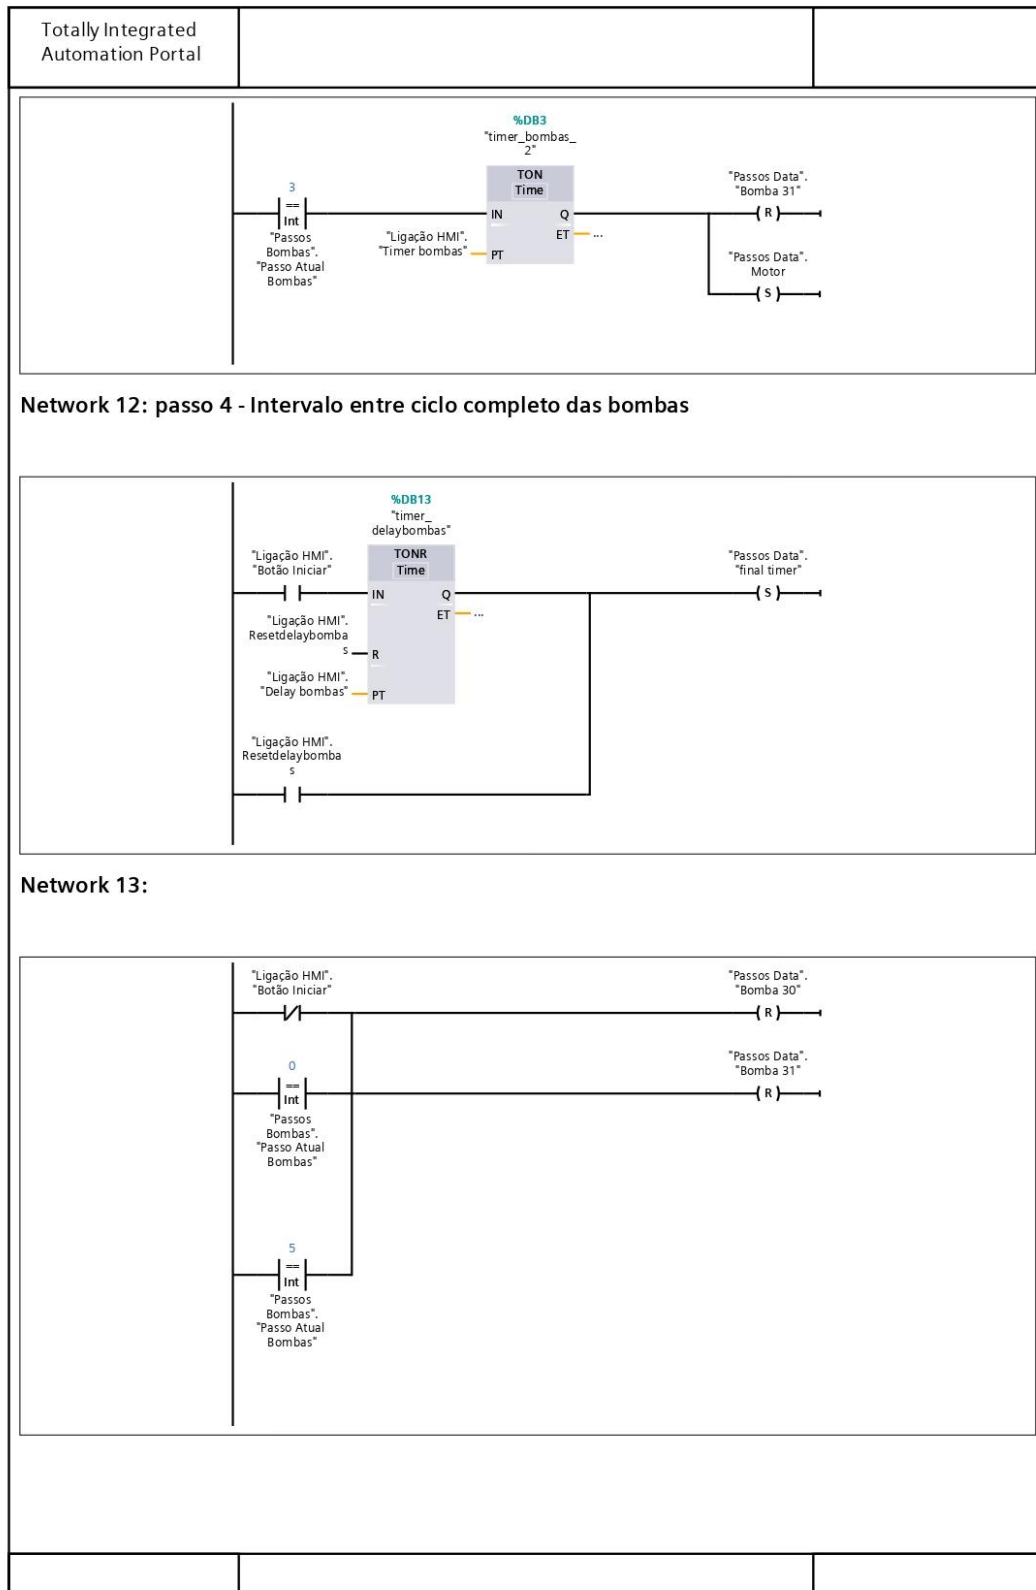 Totally Integrated
Automation Portal
%DB3
"timer_bombas_
2"
TON
Time
IN
Q
ET
...
PT
3
==
Int
"Passos
Bombas".
"Passo Atual
Bombas"
"Ligação HMI".
"Timer bombas"
"Passos Data".
"Bomba 31"
R
"Passos Data".
Motor
S
Network 12: passo 4 - Intervalo entre ciclo completo das bombas
%DB13
"timer_
delaybombas"
TONR
Time
"Ligação HMI".
"Botão Iniciar"
IN
Q
ET
...
"Ligação HMI".
Resetdelaybomba
s
R
"Ligação HMI".
"Delay bombas"
PT
"Passos Data".
"final timer"
S
"Ligação HMI".
Resetdelaybomba
s
Network 13:
"Ligação HMI".
"Botão Iniciar"
"Passos Data".
"Bomba 30"
R
0
==
Int
"Passos
Bombas".
"Passo Atual
Bombas"
"Passos Data".
"Bomba 31"
R
5
==
Int
"Passos
Bombas".
"Passo Atual
Bombas"